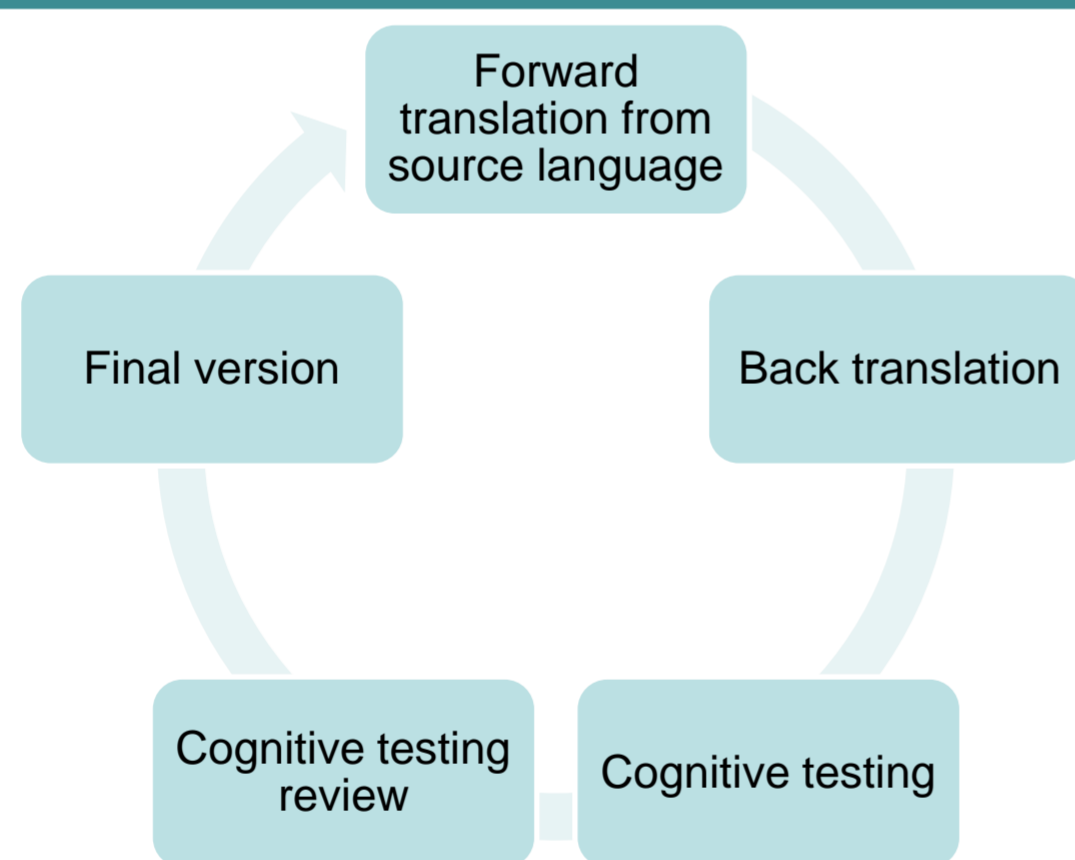 Forward
translation from
source language
Back translation
Cognitive testing
Cognitive testing
review
Final version